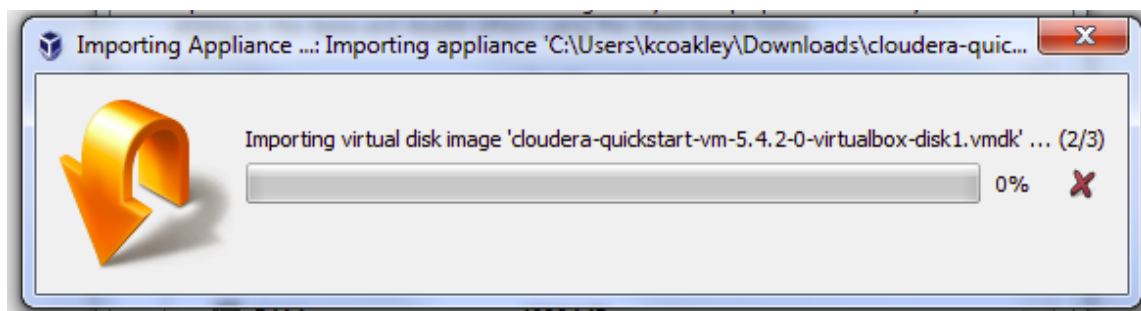 Importing Appliance ...: Importing appliance 'C:\Users\kcoakley\Downloads\cloudera-quic...
Importing virtual disk image 'cloudera-quickstart-vm-5.4.2-0-virtualbox-disk1.vmdk' ... (2/3)
0%